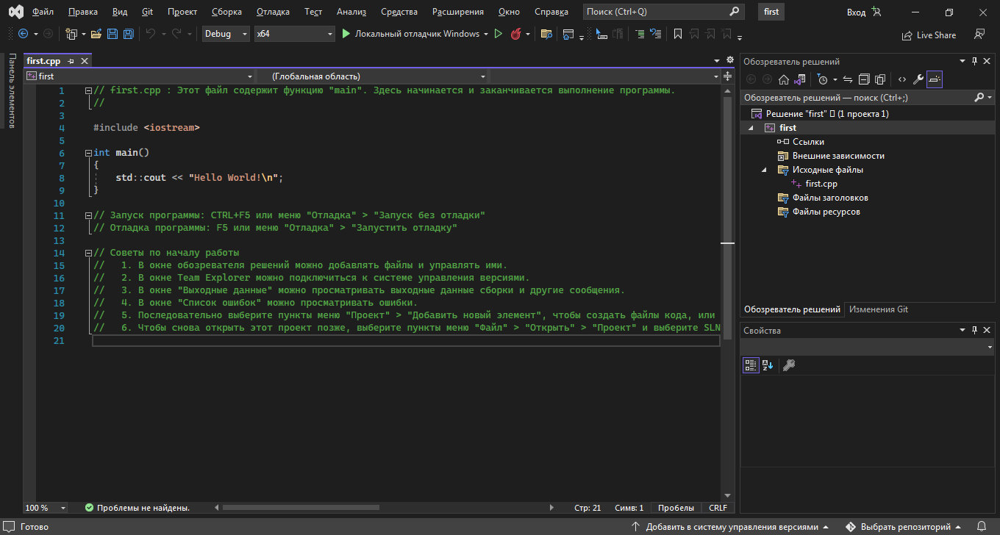 Файл Правка Вид Git Проект Сборка Отладка Тест Анализ Средства Расширения Окно Справка Поиск (Ctrl+Q) first Вход
Debug x64 Локальный отладчик Windows Live Share
Панель элементов
first.cpp
first (Глобальная область)
1 // first.cpp : Этот файл содержит функцию "main". Здесь начинается и заканчивается выполнение программы.
2 //
3
4 #include <iostream>
5
6 int main()
7 {
8 std::cout << "Hello World!\n";
9 }
10
11 // Запуск программы: CTRL+F5 или меню "Отладка" > "Запуск без отладки"
12 // Отладка программы: F5 или меню "Отладка" > "Запустить отладку"
13
14 // Советы по началу работы
15 // 1. В окне обозревателя решений можно добавлять файлы и управлять ими.
16 // 2. В окне Team Explorer можно подключиться к системе управления версиями.
17 // 3. В окне "Выходные данные" можно просматривать выходные данные сборки и другие сообщения.
18 // 4. В окне "Список ошибок" можно просматривать ошибки.
19 // 5. Последовательно выберите пункты меню "Проект" > "Добавить новый элемент", чтобы создать файлы кода, или
20 // 6. Чтобы снова открыть этот проект позже, выберите пункты меню "Файл" > "Открыть" > "Проект" и выберите SLN
21
100 % Проблемы не найдены. Стр: 21 Симв: 1 Пробелы CRLF
Обозреватель решений
Обозреватель решений — поиск (Ctrl+;)
Решение "first" (1 проекта 1)
first
Ссылки
Внешние зависимости
Исходные файлы
first.cpp
Файлы заголовков
Файлы ресурсов
Обозреватель решений Изменения Git
Свойства
Готово Добавить в систему управления версиями Выбрать репозиторий